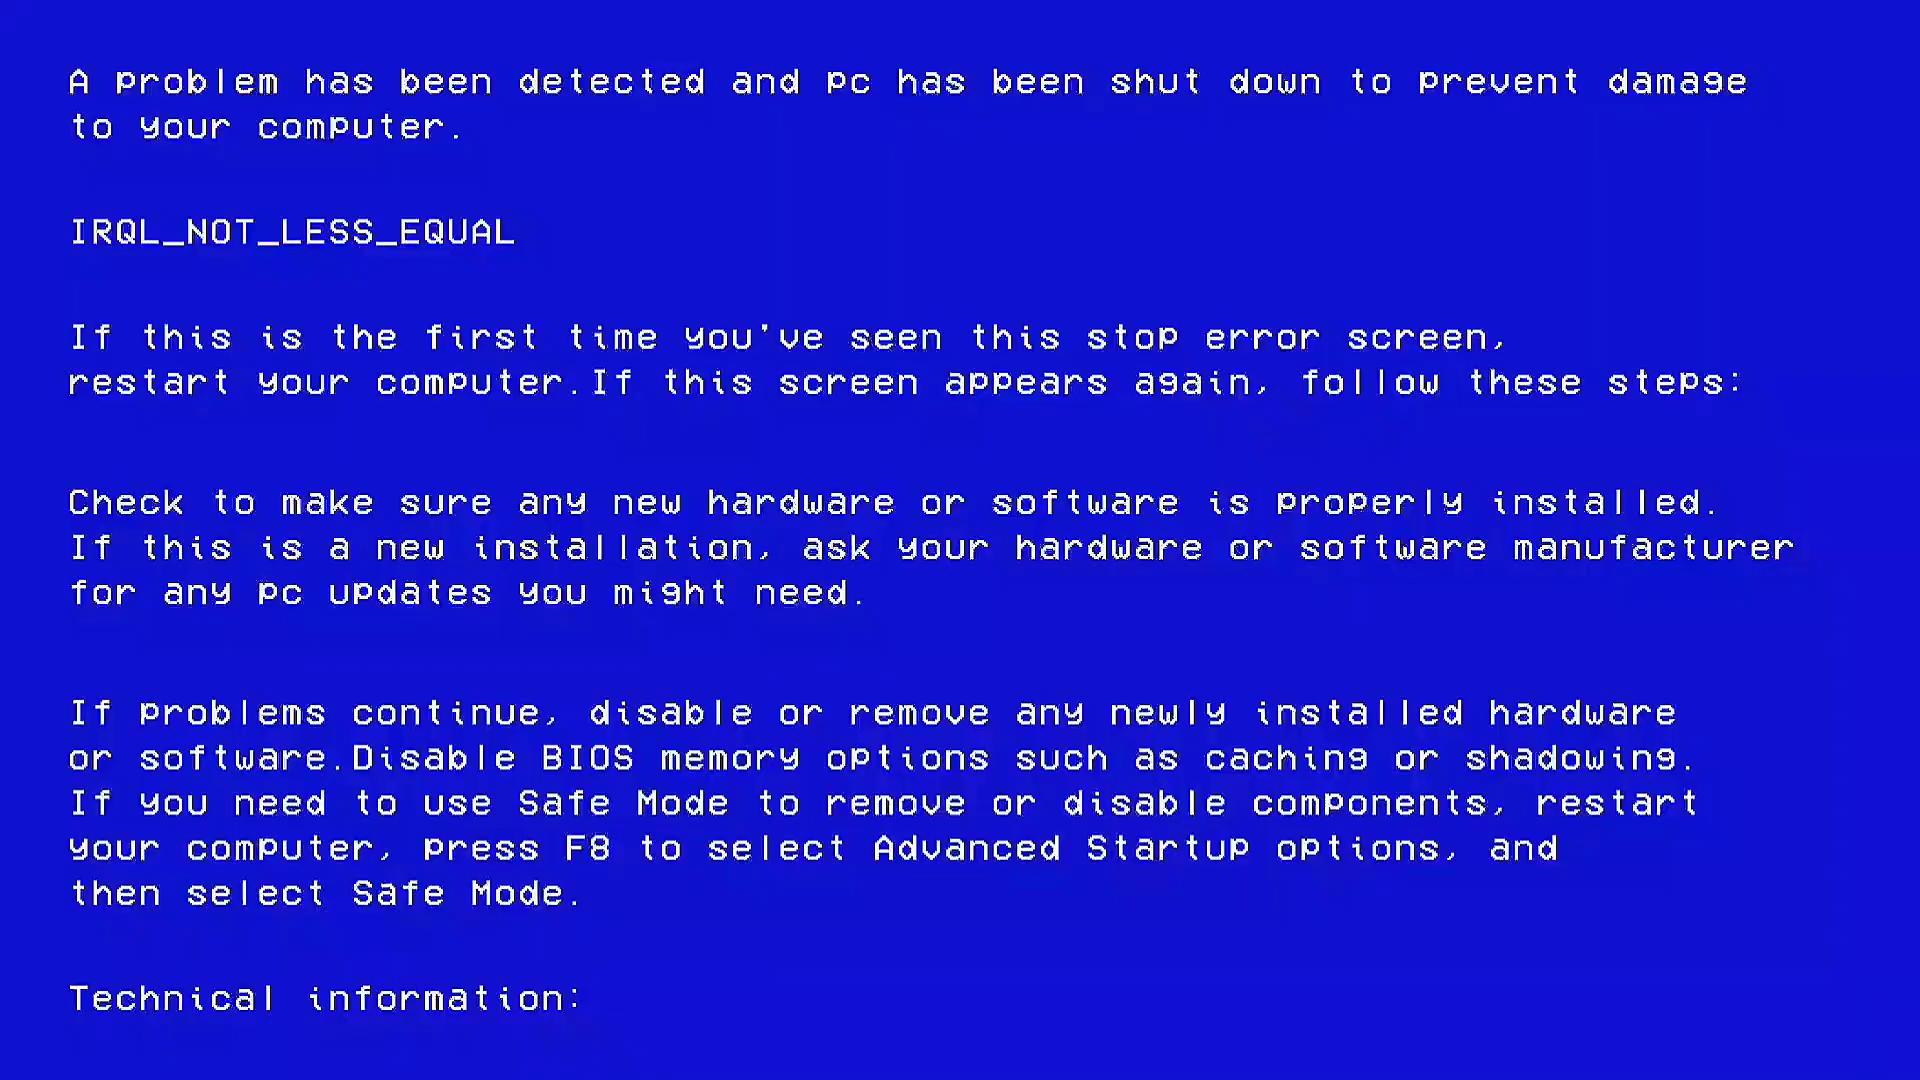 A problem has been detected and pc has been shut down to prevent damage
to your computer.
IRQL_NOT_LESS_EQUAL
If this is the first time you've seen this stop error screen,
restart your computer.If this screen appears again, follow these steps:
Check to make sure any new hardware or software is properly installed.
If this is a new installation, ask your hardware or software manufacturer
for any pc updates you might need.
If problems continue, disable or remove any newly installed hardware
or software.Disable BIOS memory options such as caching or shadowing.
If you need to use Safe Mode to remove or disable components, restart
your computer, press F8 to select Advanced Startup options, and
then select Safe Mode.
Technical information: